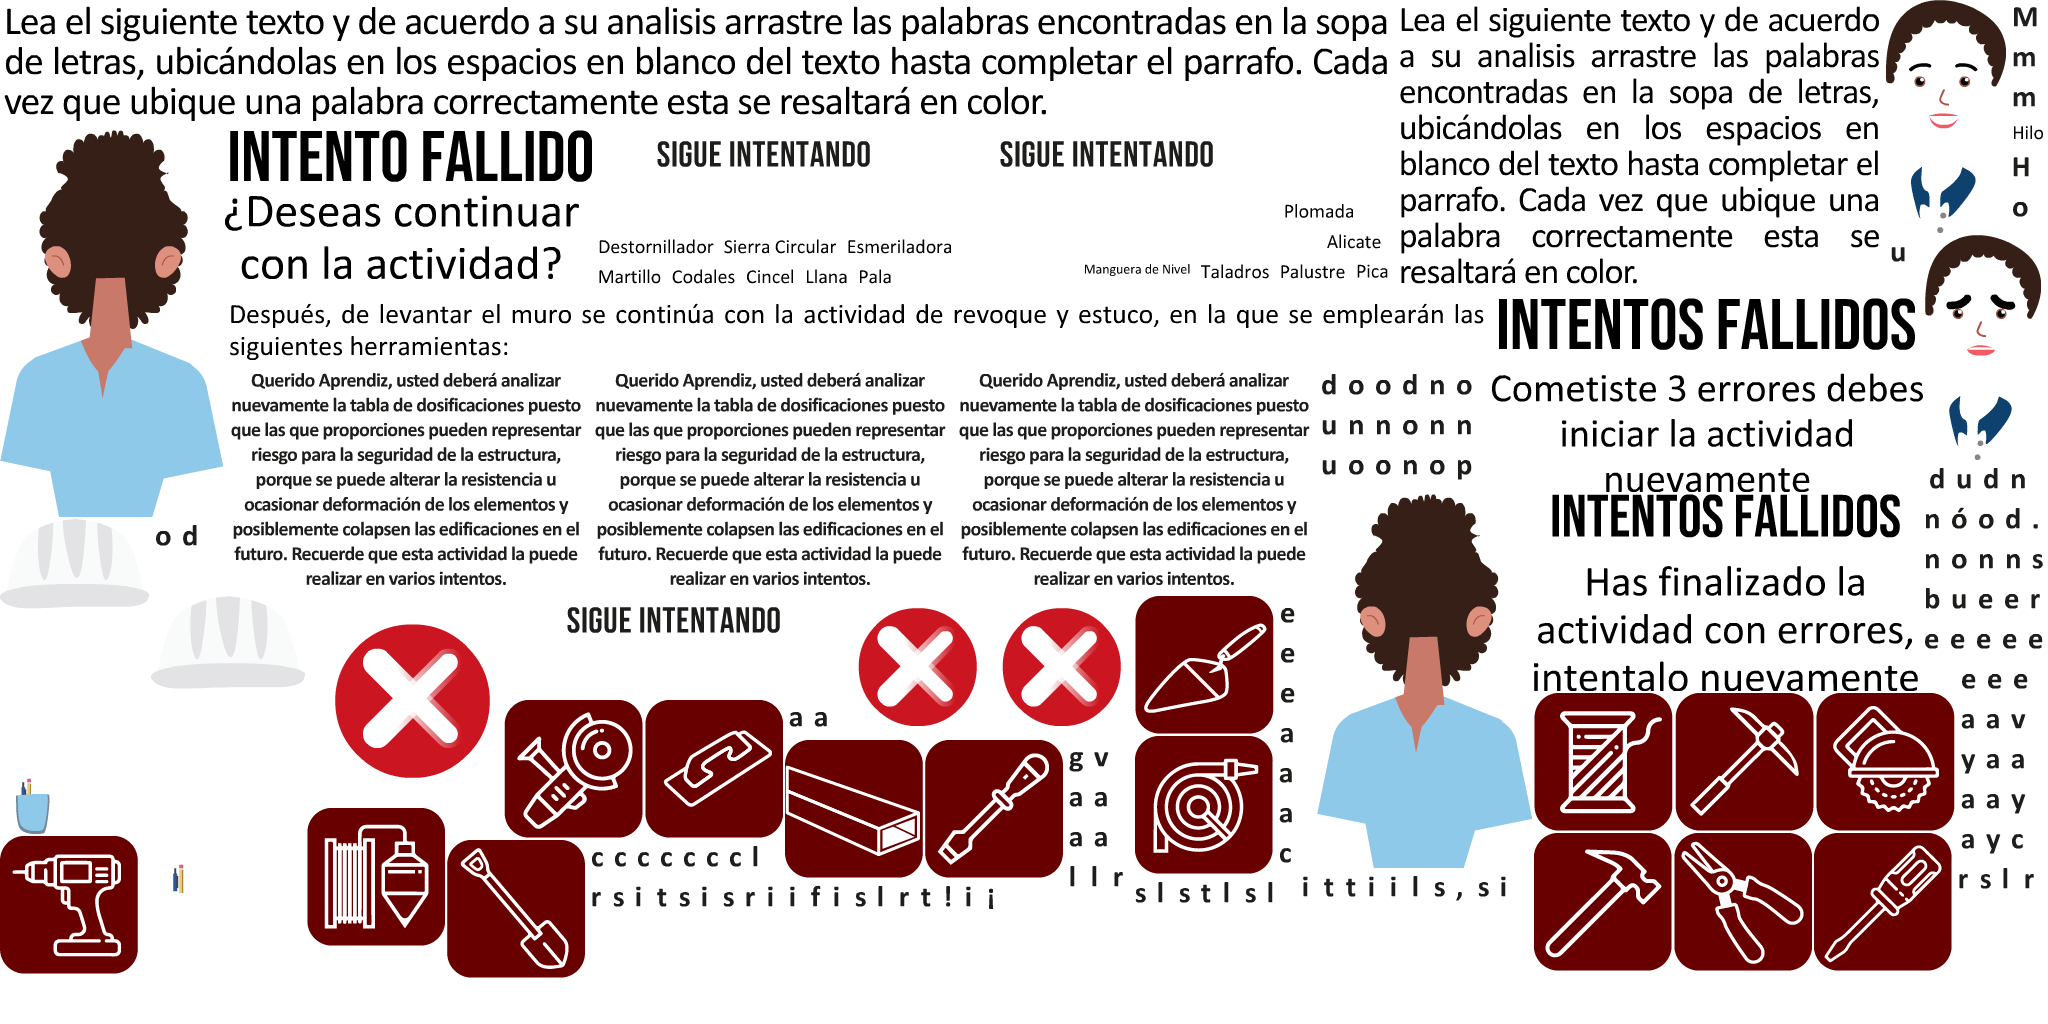 Lea el siguiente texto y de acuerdo a su analisis arrastre las palabras encontradas en la sopa
de letras, ubicándolas en los espacios en blanco del texto hasta completar el parrafo. Cada
vez que ubique una palabra correctamente esta se resaltará en color.
Lea el siguiente texto y de acuerdo
a su analisis arrastre las palabras
encontradas en la sopa de letras,
ubicándolas en los espacios en
blanco del texto hasta completar el
parrafo. Cada vez que ubique una
palabra correctamente esta se
resaltará en color.
M
m
m
Hilo
H
o
u
INTENTO FALLIDO
¿Deseas continuar
con la actividad?
SIGUE INTENTANDO
SIGUE INTENTANDO
Destornillador Sierra Circular Esmeriladora
Martillo Codales Cincel Llana Pala
Plomada
Alicate
Manguera de Nivel Taladros Palustre Pica
Después, de levantar el muro se continúa con la actividad de revoque y estuco, en la que se emplearán las
siguientes herramientas:
INTENTOS FALLIDOS
Cometiste 3 errores debes
iniciar la actividad
nuevamente
INTENTOS FALLIDOS
Has finalizado la
actividad con errores,
intentalo nuevamente
Querido Aprendiz, usted deberá analizar
nuevamente la tabla de dosificaciones puesto
que las que proporciones pueden representar
riesgo para la seguridad de la estructura,
porque se puede alterar la resistencia u
ocasionar deformación de los elementos y
posiblemente colapsen las edificaciones en el
futuro. Recuerde que esta actividad la puede
realizar en varios intentos.
Querido Aprendiz, usted deberá analizar
nuevamente la tabla de dosificaciones puesto
que las que proporciones pueden representar
riesgo para la seguridad de la estructura,
porque se puede alterar la resistencia u
ocasionar deformación de los elementos y
posiblemente colapsen las edificaciones en el
futuro. Recuerde que esta actividad la puede
realizar en varios intentos.
Querido Aprendiz, usted deberá analizar
nuevamente la tabla de dosificaciones puesto
que las que proporciones pueden representar
riesgo para la seguridad de la estructura,
porque se puede alterar la resistencia u
ocasionar deformación de los elementos y
posiblemente colapsen las edificaciones en el
futuro. Recuerde que esta actividad la puede
realizar en varios intentos.
d o o d n o
u n n o n n
u o o n o p
o d
d u d n
n ó o d .
n o n n s
b u e e r
e e e e e
e e e
a a v
y a a
a a y
a y c
r s l r
SIGUE INTENTANDO
e
e
e
a
a
a
c
a a
g v
a a
a a
l l r
c c c c c c c l
r s i t s i s r i i f i s l r t ! i ¡
s l s t l s l
i t t i i l s , s i